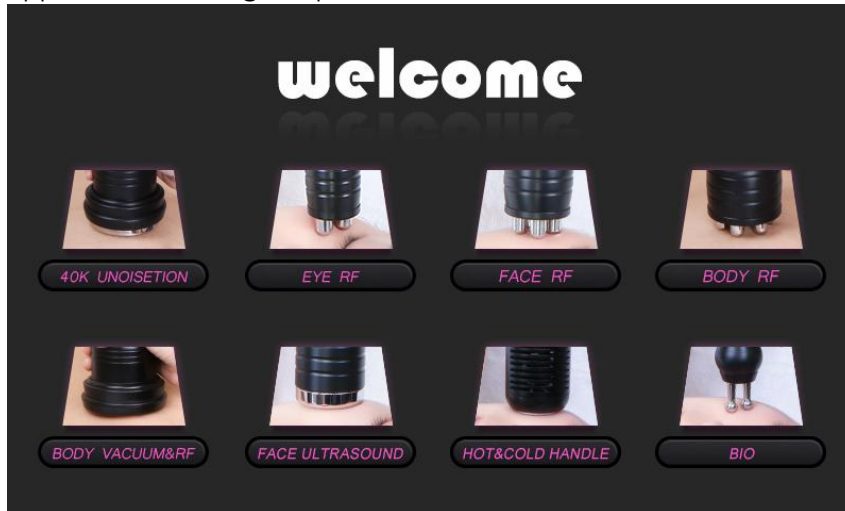 welcome
40K UNOISETION
EYE RF
FACE RF
BODY RF
BODY VACUUM&RF
FACE ULTRASOUND
HOT&COLD HANDLE
BIO